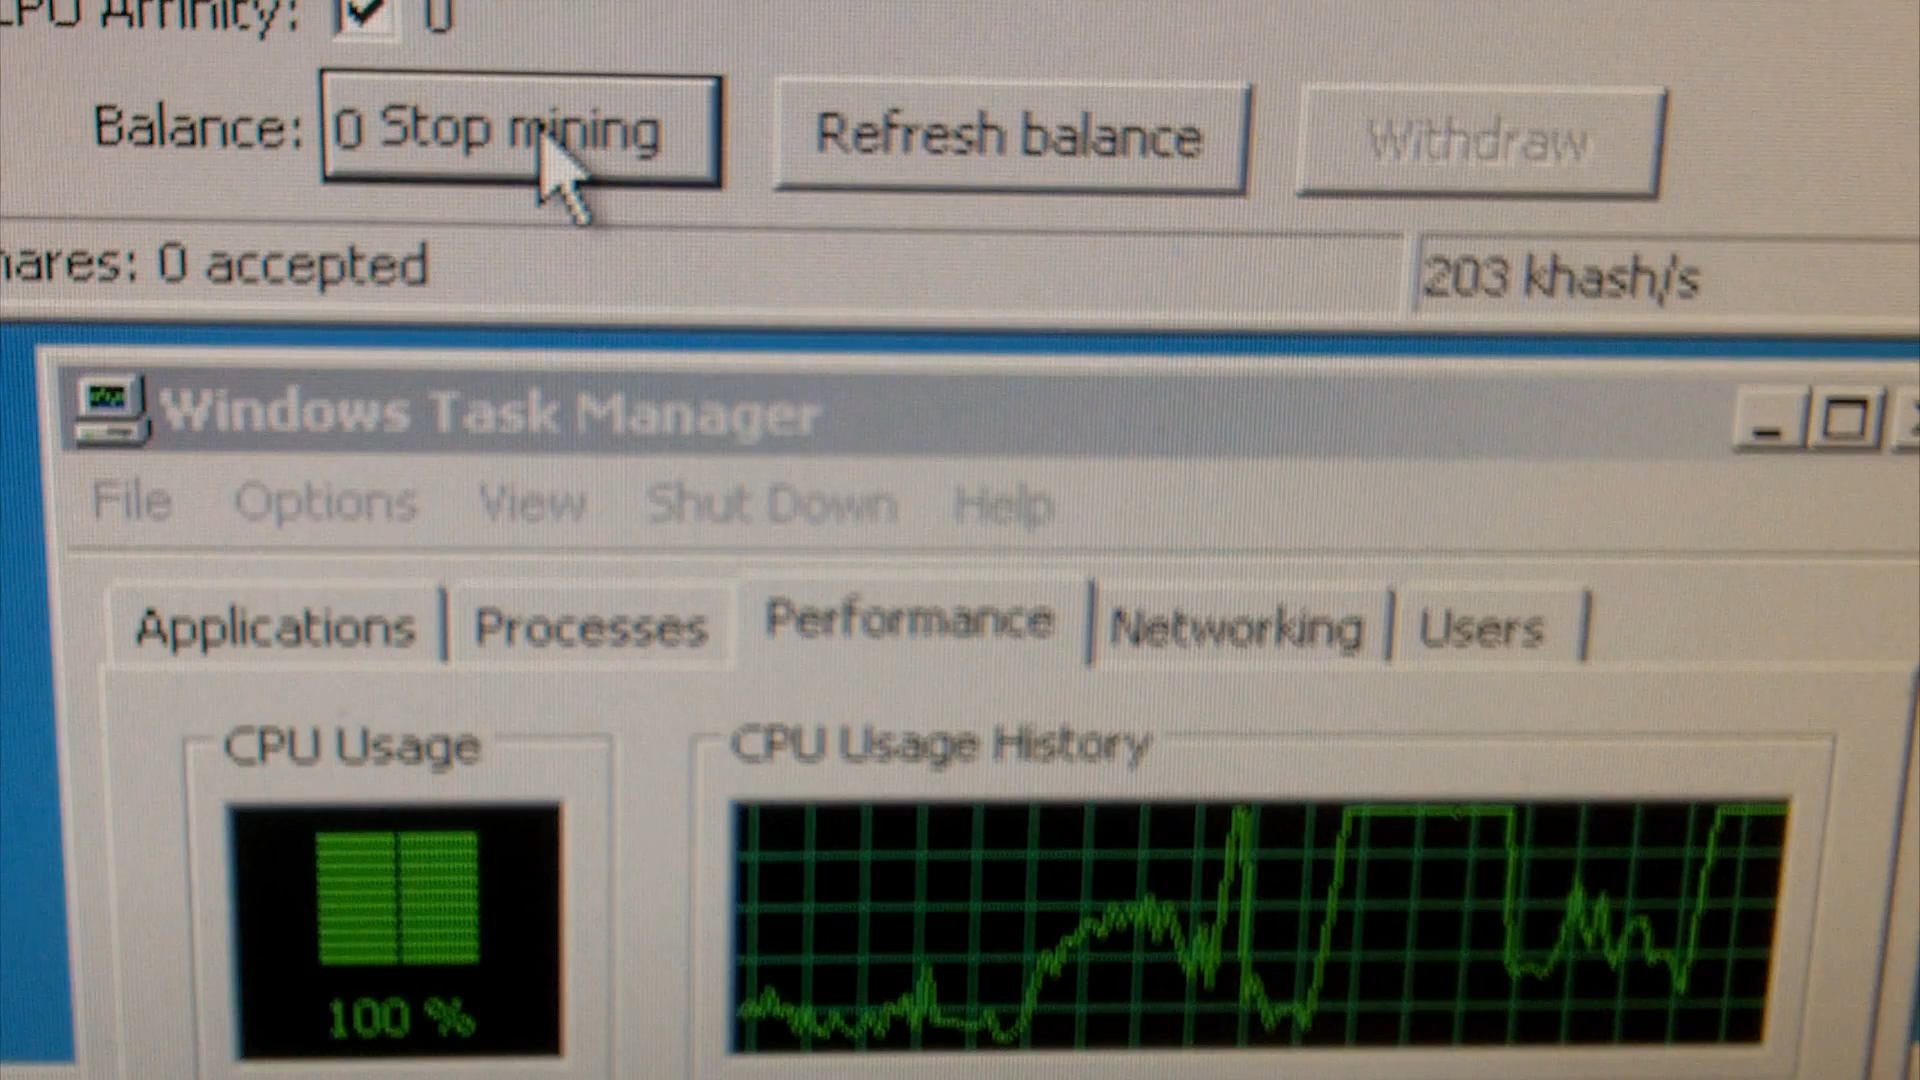 CPU Affinity: 0
Balance: 0 Stop mining Refresh balance Withdraw
hares: 0 accepted 203 khash/s
Windows Task Manager
File Options View Shut Down Help
Applications Processes Performance Networking Users
CPU Usage CPU Usage History
100 %